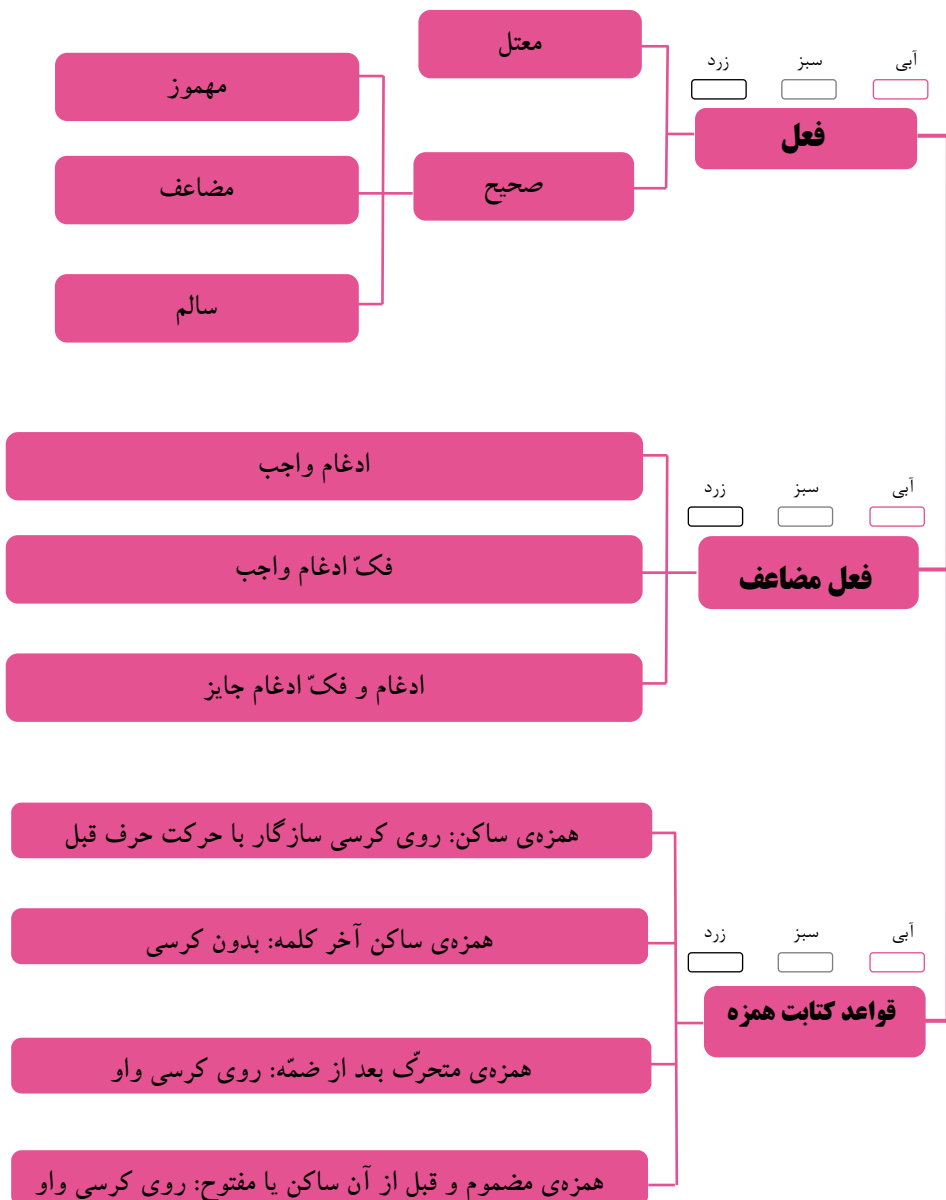 آبی سبز زرد
فعل
معتل
صحیح
مهموز
مضاعف
سالم
آبی سبز زرد
فعل مضاعف
ادغام واجب
فکّ ادغام واجب
ادغام و فکّ ادغام جایز
آبی سبز زرد
قواعد کتابت همزه
همزه‌ی ساکن: روی کرسی سازگار با حرکت حرف قبل
همزه‌ی ساکن آخر کلمه: بدون کرسی
همزه‌ی متحرّک بعد از ضمّه: روی کرسی واو
همزه‌ی مضموم و قبل از آن ساکن یا مفتوح: روی کرسی واو